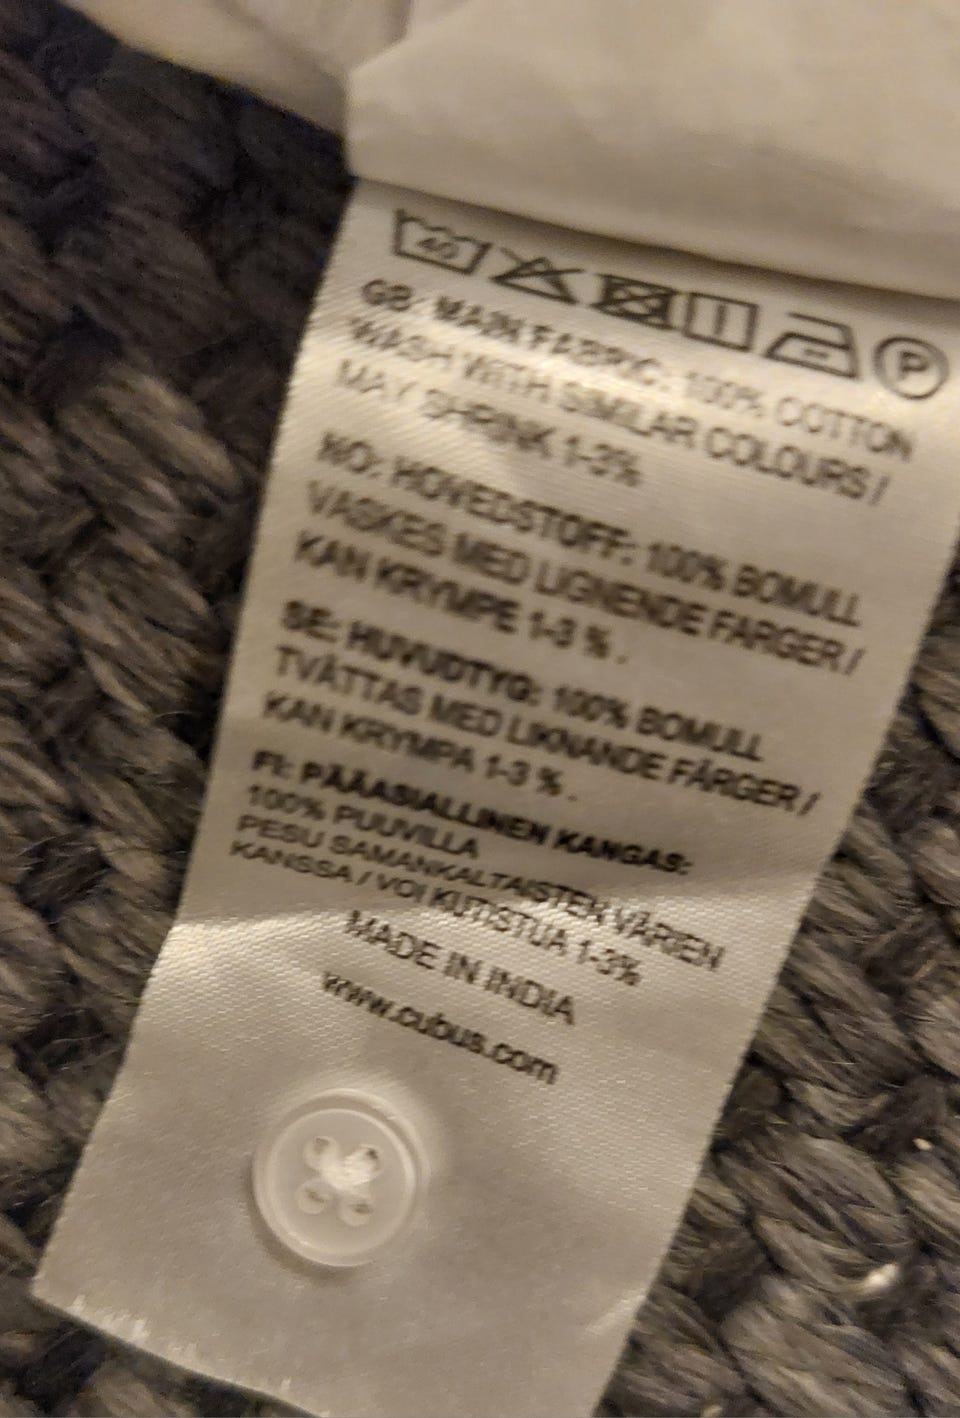 40 P
GB: MAIN FABRIC: 100% COTTON
WASH WITH SIMILAR COLOURS /
MAY SHRINK 1-3%
NO: HOVEDSTOFF: 100% BOMULL
VASKES MED LIGNENDE FARGER /
KAN KRYMPE 1-3 % .
SE: HUVUDTYG: 100% BOMULL
TVÄTTAS MED LIKNANDE FÄRGER /
KAN KRYMPA 1-3 % .
FI: PÄÄASIALLINEN KANGAS:
100% PUUVILLA
PESU SAMANKALTAISTEN VÄRIEN
KANSSA / VOI KUTISTUA 1-3%
MADE IN INDIA
www.cubus.com